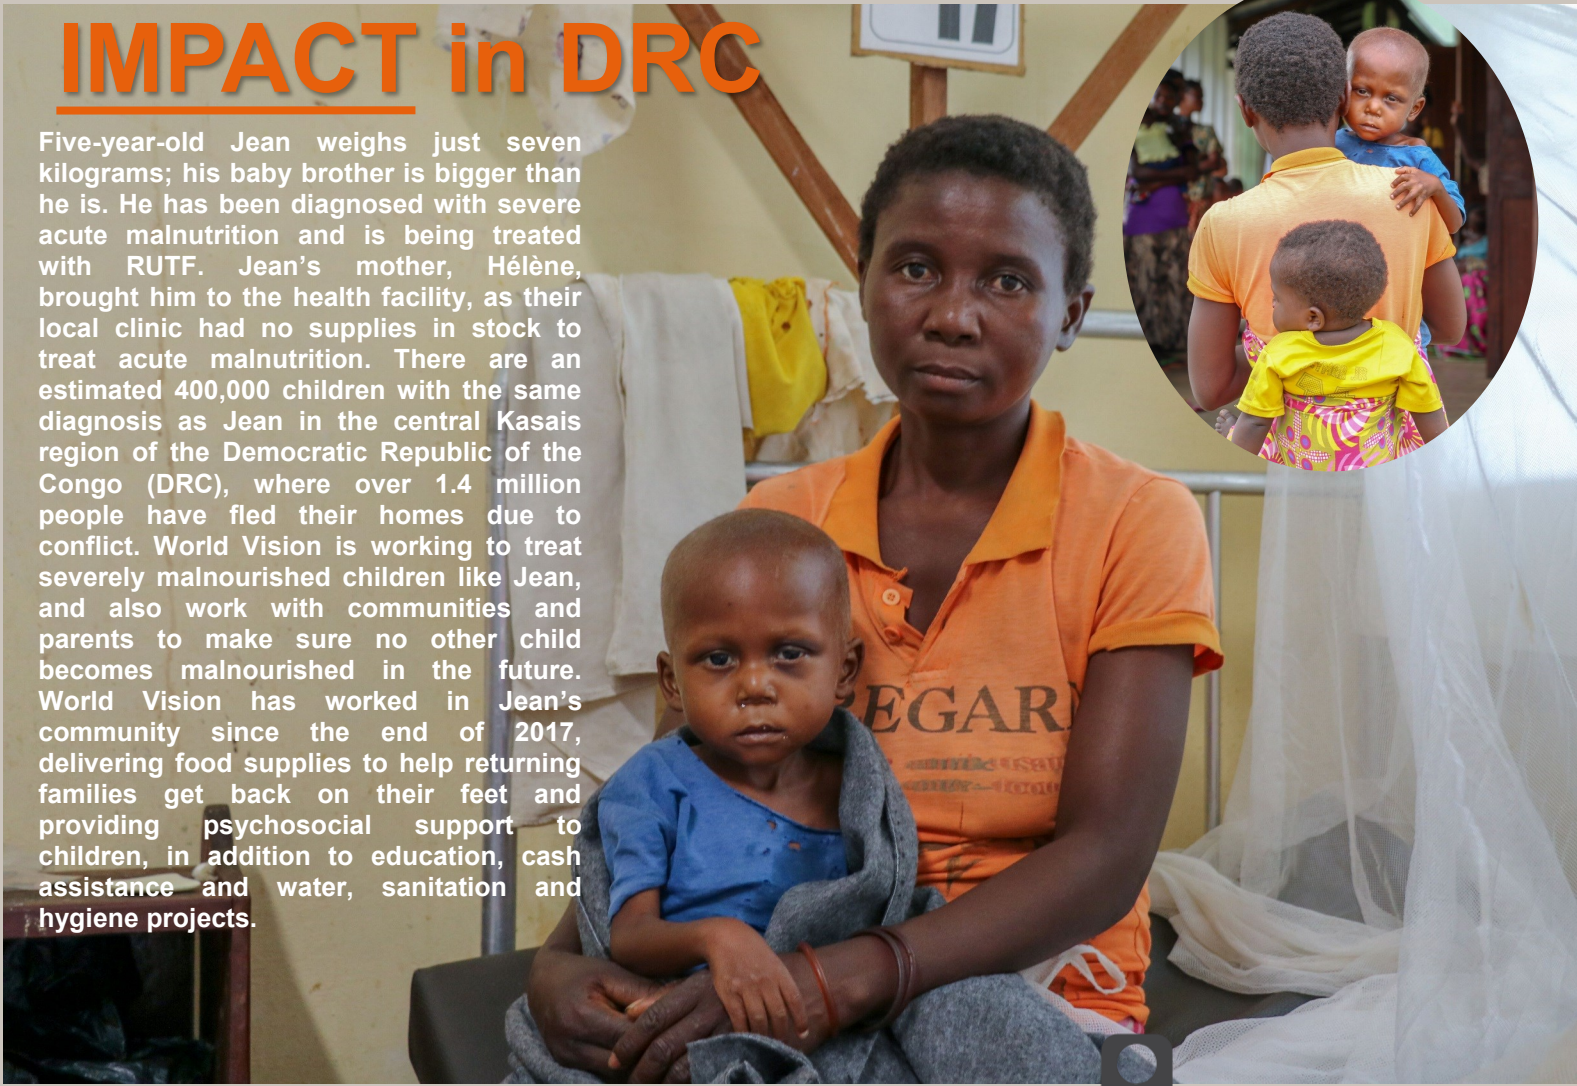 IMPACT in DRC
Five-year-old Jean weighs just seven
kilograms; his baby brother is bigger than
he is. He has been diagnosed with severe
acute malnutrition and is being treated
with RUTF. Jean’s mother, Hélène,
brought him to the health facility, as their
local clinic had no supplies in stock to
treat acute malnutrition. There are an
estimated 400,000 children with the same
diagnosis as Jean in the central Kasais
region of the Democratic Republic of the
Congo (DRC), where over 1.4 million
people have fled their homes due to
conflict. World Vision is working to treat
severely malnourished children like Jean,
and also work with communities and
parents to make sure no other child
becomes malnourished in the future.
World Vision has worked in Jean’s
community since the end of 2017,
delivering food supplies to help returning
families get back on their feet and
providing psychosocial support to
children, in addition to education, cash
assistance and water, sanitation and
hygiene projects.
EGAR